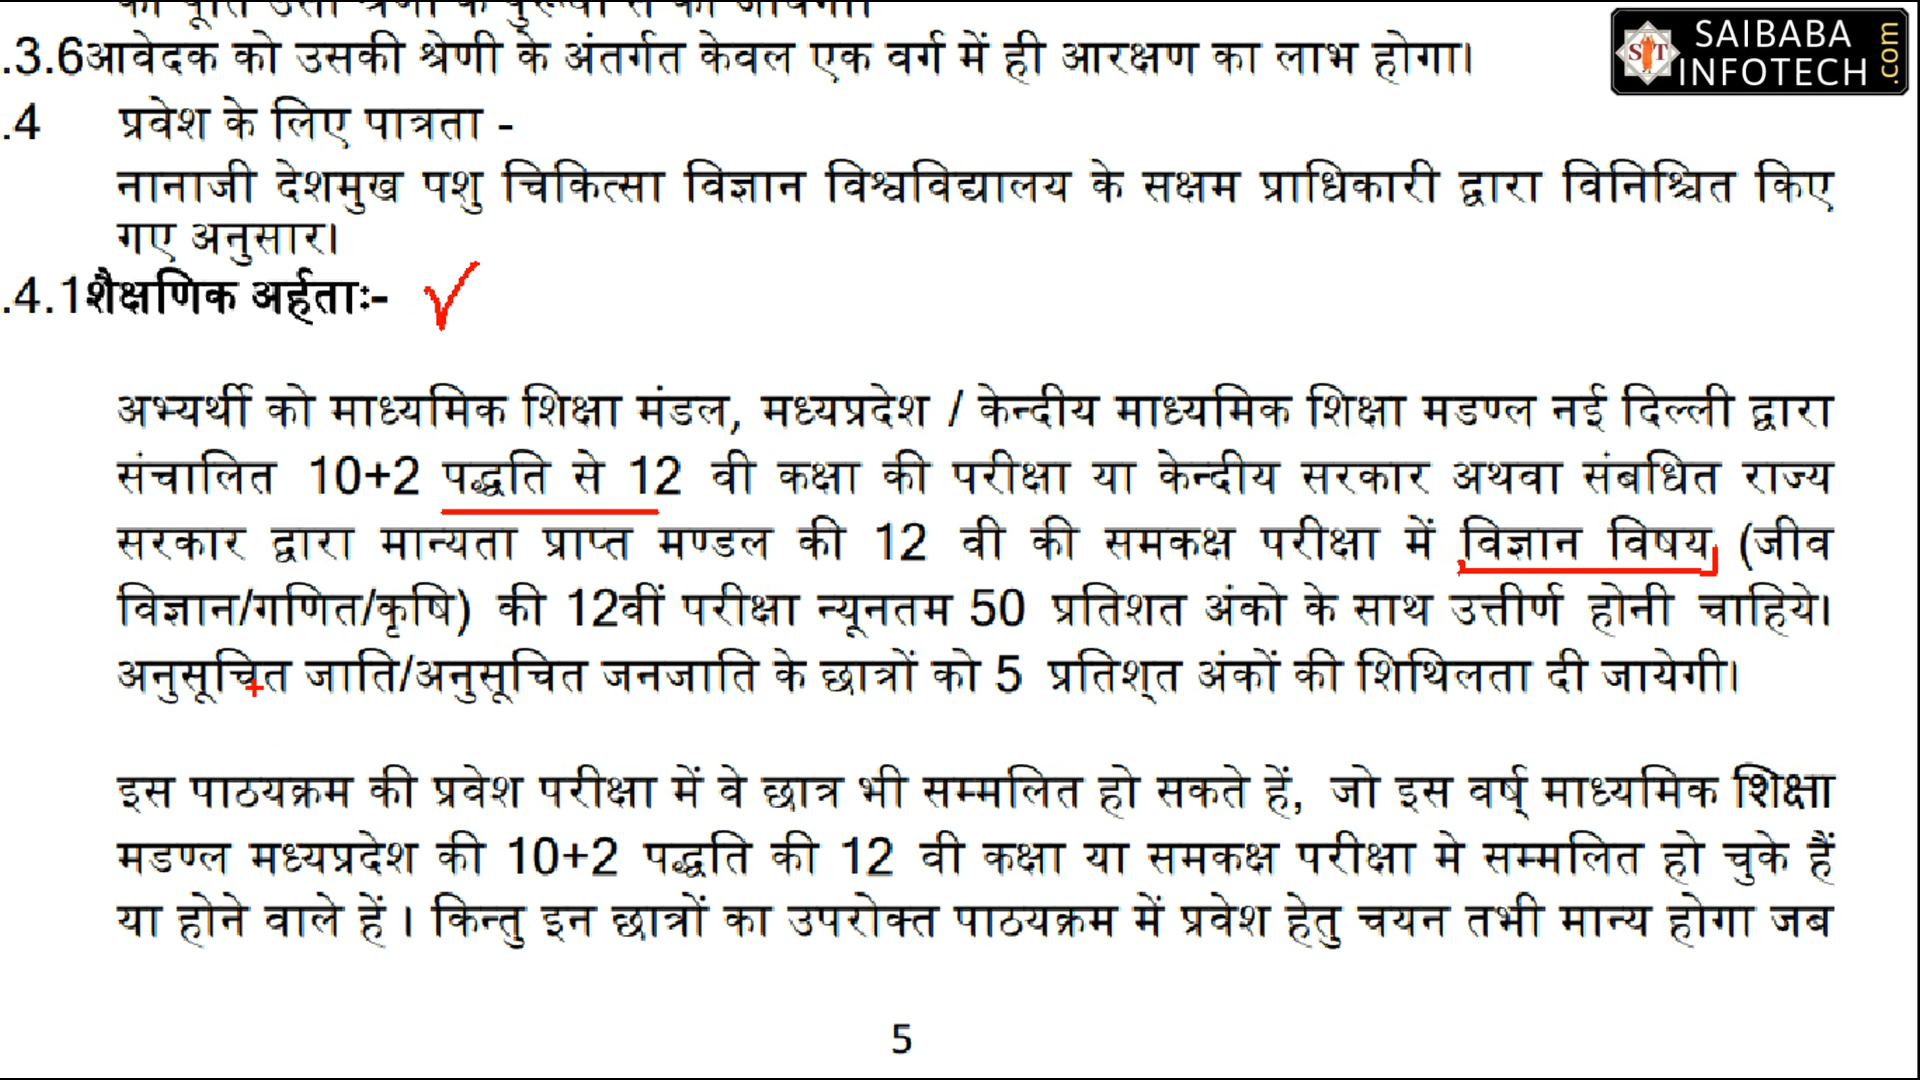 .3.6आवेदक को उसकी श्रेणी के अंतर्गत केवल एक वर्ग में ही आरक्षण का लाभ होगा।
SAIBABA
INFOTECH
.com
ST
.4 प्रवेश के लिए पात्रता -
नानाजी देशमुख पशु चिकित्सा विज्ञान विश्वविद्यालय के सक्षम प्राधिकारी द्वारा विनिश्चित किए
गए अनुसार।
.4.1शैक्षणिक अर्हताः-
अभ्यर्थी को माध्यमिक शिक्षा मंडल, मध्यप्रदेश / केन्दीय माध्यमिक शिक्षा मडण्ल नई दिल्ली द्वारा
संचालित 10+2 पद्धति से 12 वी कक्षा की परीक्षा या केन्दीय सरकार अथवा संबधित राज्य
सरकार द्वारा मान्यता प्राप्त मण्डल की 12 वी की समकक्ष परीक्षा में विज्ञान विषय (जीव
विज्ञान/गणित/कृषि) की 12वीं परीक्षा न्यूनतम 50 प्रतिशत अंको के साथ उत्तीर्ण होनी चाहिये।
अनुसूचित जाति/अनुसूचित जनजाति के छात्रों को 5 प्रतिश्त अंकों की शिथिलता दी जायेगी।
इस पाठयक्रम की प्रवेश परीक्षा में वे छात्र भी सम्मलित हो सकते हें, जो इस वर्ष् माध्यमिक शिक्षा
मडण्ल मध्यप्रदेश की 10+2 पद्धति की 12 वी कक्षा या समकक्ष परीक्षा मे सम्मलित हो चुके हैं
या होने वाले हें । किन्तु इन छात्रों का उपरोक्त पाठयक्रम में प्रवेश हेतु चयन तभी मान्य होगा जब
5